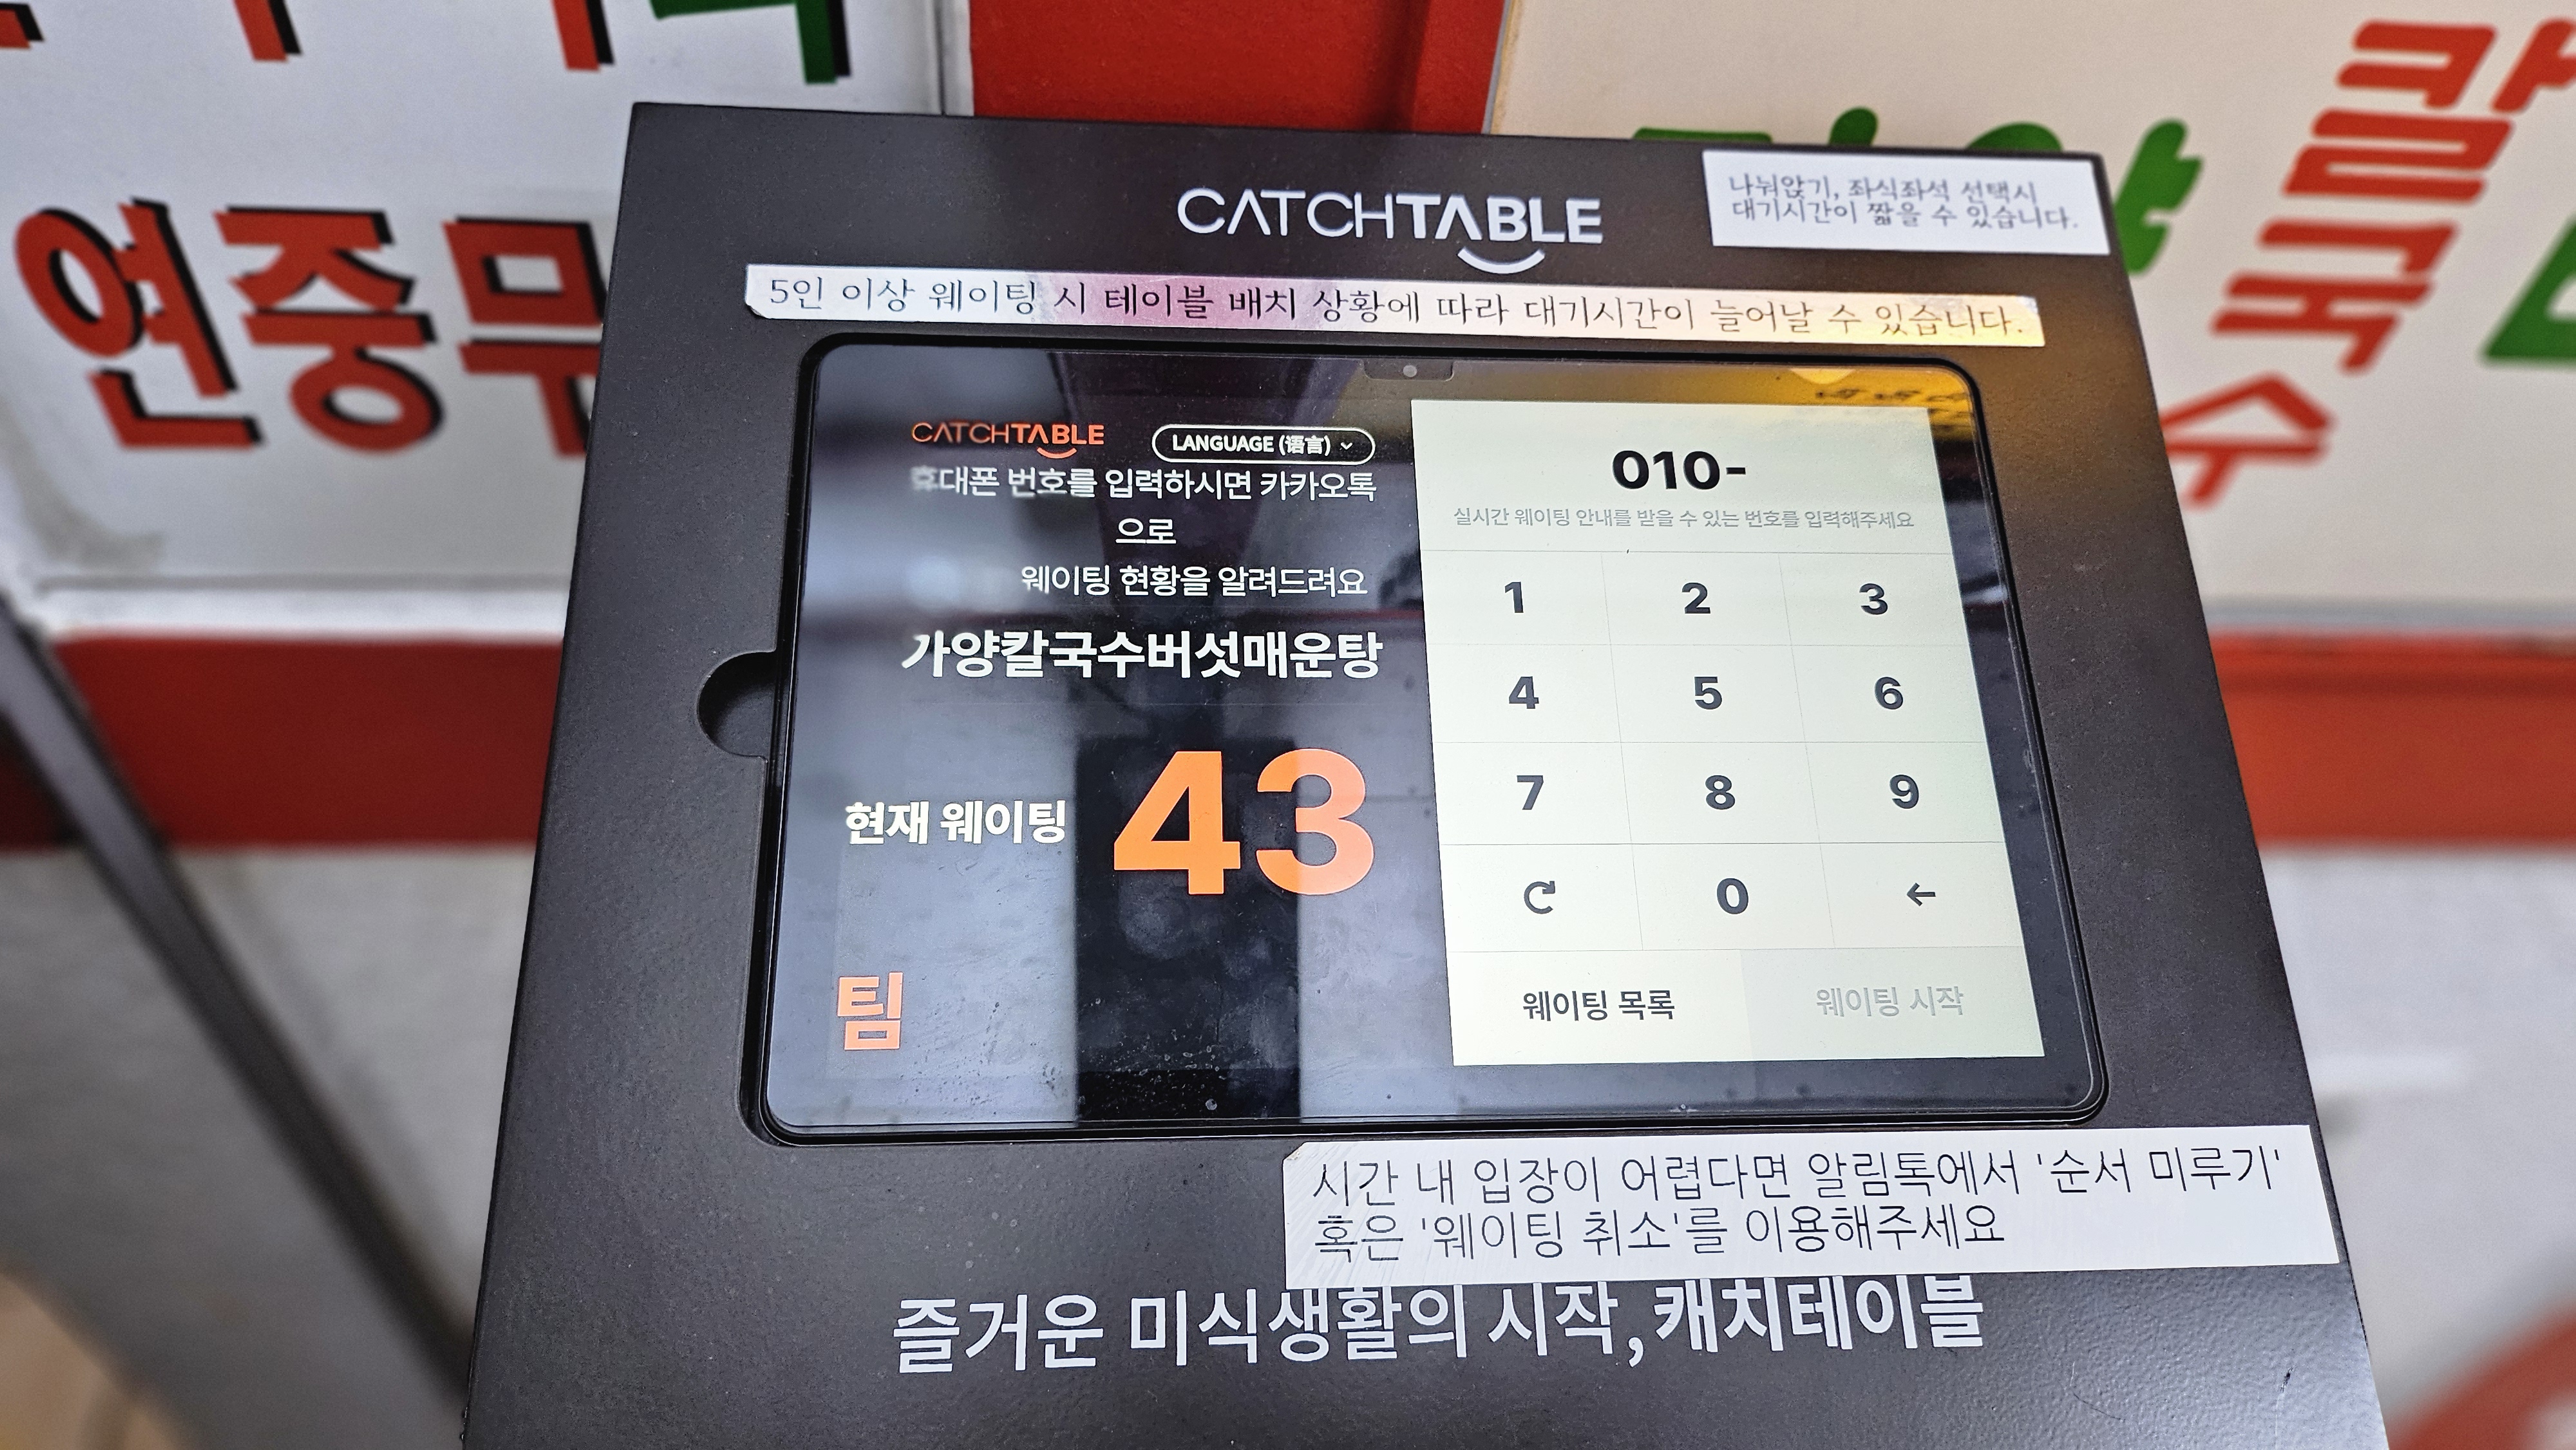 연중무
칼국수
CATCHTABLE
나눠앉기, 좌식좌석 선택시
대기시간이 짧을 수 있습니다.
5인 이상 웨이팅 시 테이블 배치 상황에 따라 대기시간이 늘어날 수 있습니다.
CATCHTABLE
LANGUAGE (语言)
휴대폰 번호를 입력하시면 카카오톡
으로
웨이팅 현황을 알려드려요
가양칼국수버섯매운탕
현재 웨이팅 43
팀
010-
실시간 웨이팅 안내를 받을 수 있는 번호를 입력해주세요
1 2 3
4 5 6
7 8 9
0
웨이팅 목록 웨이팅 시작
시간 내 입장이 어렵다면 알림톡에서 '순서 미루기'
혹은 '웨이팅 취소'를 이용해주세요
즐거운 미식생활의 시작, 캐치테이블